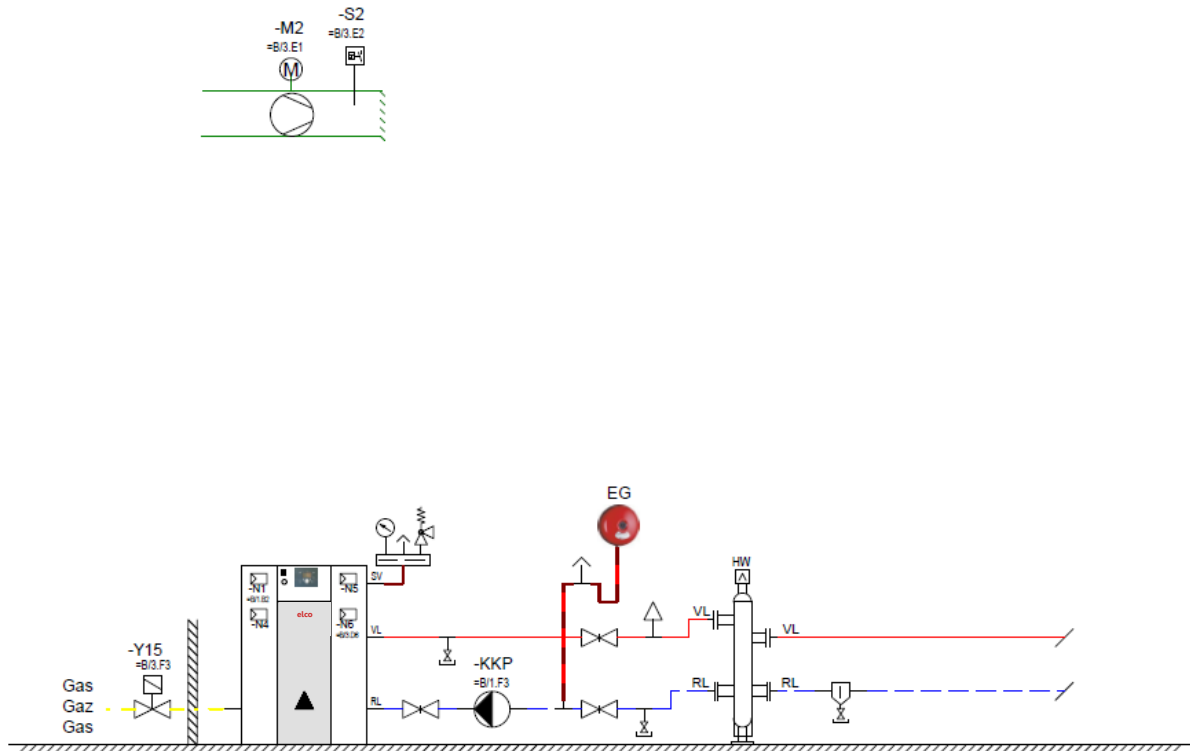 -M2
=B/3.E1
-S2
=B/3.E2
M
EG
HW
-N1
=B/1.B2
-N4
-N5
-N6
=B/3.D6
elco
SV
VL
RL
VL
VL
RL
RL
-KKP
=B/1.F3
-Y15
=B/3.F3
Gas
Gaz
Gas